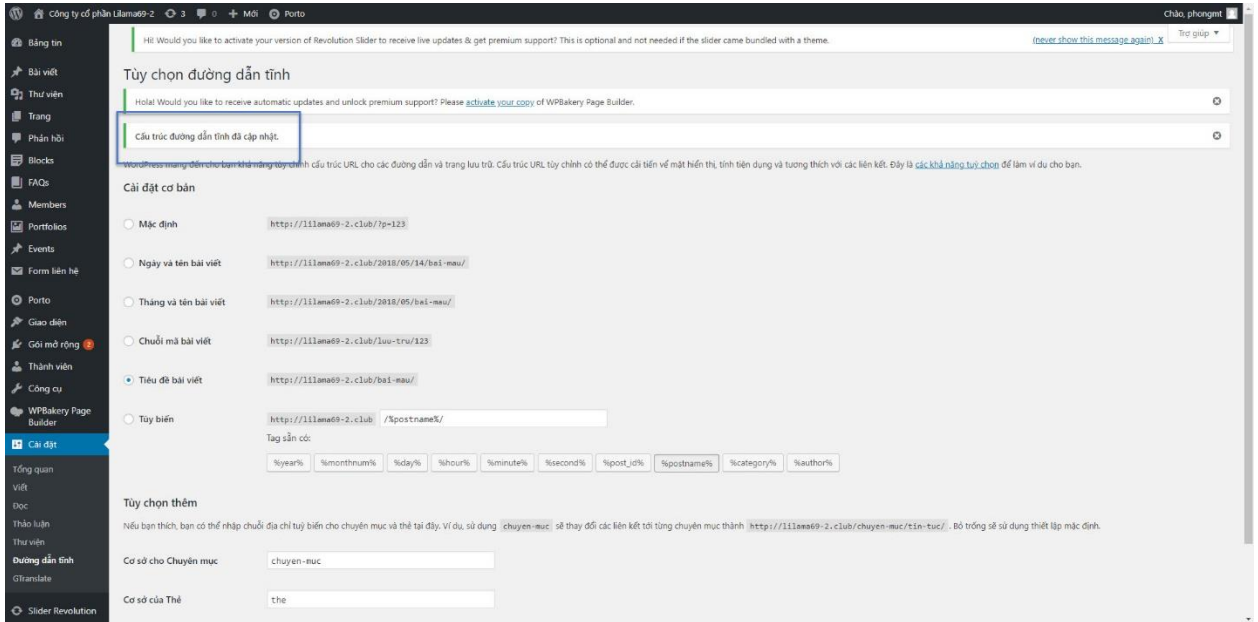 Công ty cổ phần Lilama69-2 3 0 + Mới Porto Chào, phongmt
Bảng tin
Bài viết
Thư viện
Trang
Phản hồi
Blocks
FAQs
Members
Portfolios
Events
Form liên hệ
Porto
Giao diện
Gói mở rộng 2
Thành viên
Công cụ
WPBakery Page
Builder
Cài đặt
Tổng quan
Viết
Đọc
Thảo luận
Thư viện
Đường dẫn tĩnh
GTranslate
Slider Revolution
Hi! Would you like to activate your version of Revolution Slider to receive live updates & get premium support? This is optional and not needed if the slider came bundled with a theme. (never show this message again) X
Trợ giúp
Tùy chọn đường dẫn tĩnh
Hola! Would you like to receive automatic updates and unlock premium support? Please activate your copy of WPBakery Page Builder.
Cấu trúc đường dẫn tĩnh đã cập nhật.
WordPress mang đến cho bạn khả năng tùy chỉnh cấu trúc URL cho các đường dẫn và trang lưu trữ. Cấu trúc URL tùy chỉnh có thể được cải tiến về mặt hiển thị, tính tiện dụng và tương thích với các liên kết. Đây là các khả năng tuỳ chọn để làm ví dụ cho bạn.
Cài đặt cơ bản
Mặc định http://lilama69-2.club/?p=123
Ngày và tên bài viết http://lilama69-2.club/2018/05/14/bai-mau/
Tháng và tên bài viết http://lilama69-2.club/2018/05/bai-mau/
Chuỗi mã bài viết http://lilama69-2.club/luu-tru/123
Tiêu đề bài viết http://lilama69-2.club/bai-mau/
Tùy biến http://lilama69-2.club /%postname%/
Tag sẵn có:
%year% %monthnum% %day% %hour% %minute% %second% %post_id% %postname% %category% %author%
Tùy chọn thêm
Nếu bạn thích, bạn có thể nhập chuỗi địa chỉ tuỳ biến cho chuyên mục và thẻ tại đây. Ví dụ, sử dụng chuyen-muc sẽ thay đổi các liên kết tới từng chuyên mục thành http://lilama69-2.club/chuyen-muc/tin-tuc/ . Bỏ trống sẽ sử dụng thiết lập mặc định.
Cơ sở cho Chuyên mục chuyen-muc
Cơ sở của Thẻ the